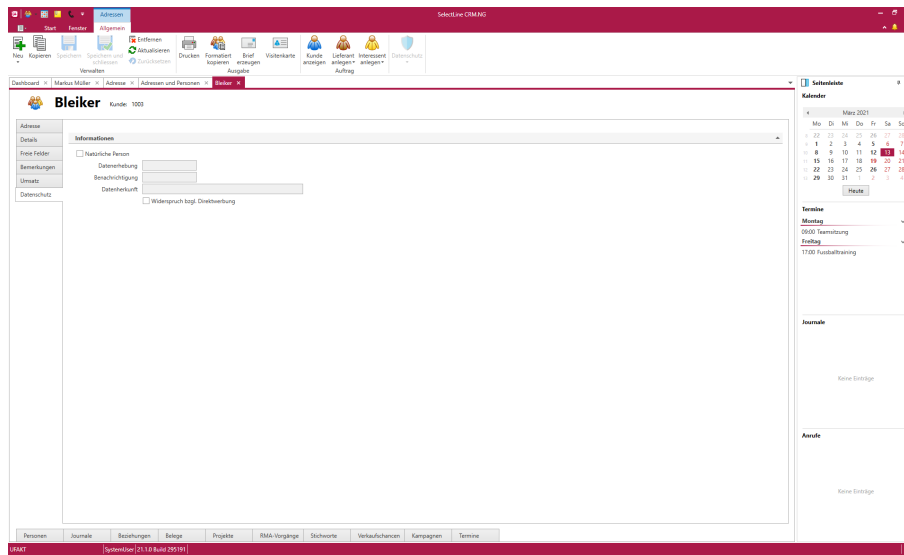 Adressen
SelectLine CRM.NG
Start Fenster Allgemein
Neu Kopieren Speichern Speichern und schliessen Entfernen Aktualisieren Zurücksetzen Drucken Formatiert kopieren Brief erzeugen Visitenkarte Kunde anzeigen Lieferant anlegen Interessent anlegen Datenschutz
Verwalten Ausgabe Auftrag
Dashboard × Markus Müller × Adresse × Adressen und Personen × Bleiker ×
Bleiker Kunde: 1003
Adresse
Details
Freie Felder
Bemerkungen
Umsatz
Datenschutz
Informationen
Natürliche Person
Datenerhebung
Benachrichtigung
Datenherkunft
Widerspruch bzgl. Direktwerbung
Seitenleiste
Kalender
März 2021
Mo Di Mi Do Fr Sa So
22 23 24 25 26 27 28
1 2 3 4 5 6 7
8 9 10 11 12 13 14
15 16 17 18 19 20 21
22 23 24 25 26 27 28
29 30 31 1 2 3 4
Heute
Termine
Montag
09:00 Teamsitzung
Freitag
17:00 Fussballtraining
Journale
Keine Einträge
Anrufe
Keine Einträge
Personen Journale Beziehungen Belege Projekte RMA-Vorgänge Stichworte Verkaufschancen Kampagnen Termine
UFAKT SystemUser 21.1.0 Build 295191